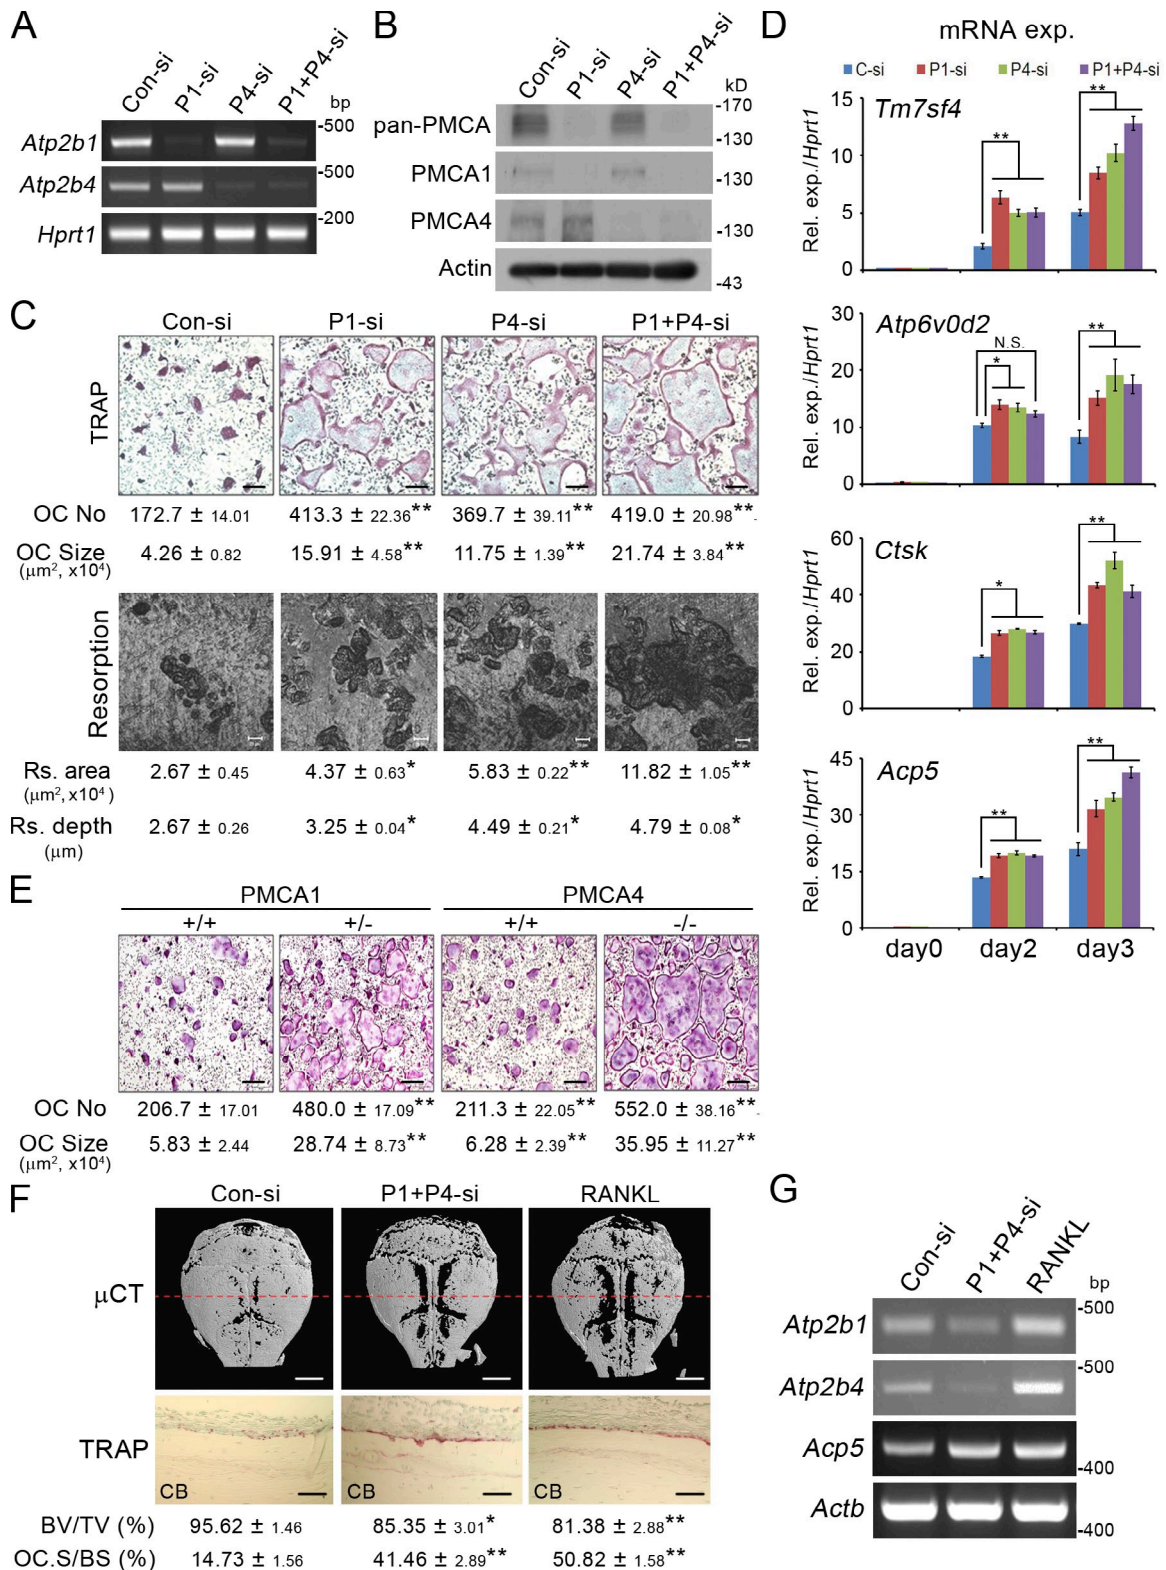 A
Con-si
P1-si
P4-si
P1+P4-si
bp
Atp2b1
-500
Atp2b4
-500
Hprt1
-200
B
Con-si
P1-si
P4-si
P1+P4-si
kD
pan-PMCA
-170
-130
PMCA1
-130
PMCA4
-130
Actin
-43
C
Con-si
P1-si
P4-si
P1+P4-si
TRAP
OC No 172.7 ± 14.01 413.3 ± 22.36** 369.7 ± 39.11** 419.0 ± 20.98**
OC Size 4.26 ± 0.82 15.91 ± 4.58** 11.75 ± 1.39** 21.74 ± 3.84**
(μm², x10⁴)
Resorption
Rs. area 2.67 ± 0.45 4.37 ± 0.63* 5.83 ± 0.22** 11.82 ± 1.05**
(μm², x10⁴)
Rs. depth 2.67 ± 0.26 3.25 ± 0.04* 4.49 ± 0.21* 4.79 ± 0.08*
(μm)
D
mRNA exp.
C-si P1-si P4-si P1+P4-si
Tm7sf4
Rel. exp./Hprt1
15
10
5
0
**
**
Atp6v0d2
Rel. exp./Hprt1
30
20
10
0
N.S.
*
**
Ctsk
Rel. exp./Hprt1
60
40
20
0
*
**
Acp5
Rel. exp./Hprt1
45
30
15
0
**
**
day0 day2 day3
E
PMCA1 PMCA4
+/+ +/- +/+ -/-
OC No 206.7 ± 17.01 480.0 ± 17.09** 211.3 ± 22.05** 552.0 ± 38.16**
OC Size 5.83 ± 2.44 28.74 ± 8.73** 6.28 ± 2.39** 35.95 ± 11.27**
(μm², x10⁴)
F
Con-si P1+P4-si RANKL
μCT
TRAP
CB CB CB
BV/TV (%) 95.62 ± 1.46 85.35 ± 3.01* 81.38 ± 2.88**
OC.S/BS (%) 14.73 ± 1.56 41.46 ± 2.89** 50.82 ± 1.58**
G
Con-si
P1+P4-si
RANKL
bp
Atp2b1
-500
Atp2b4
-500
Acp5
-400
Actb
-400